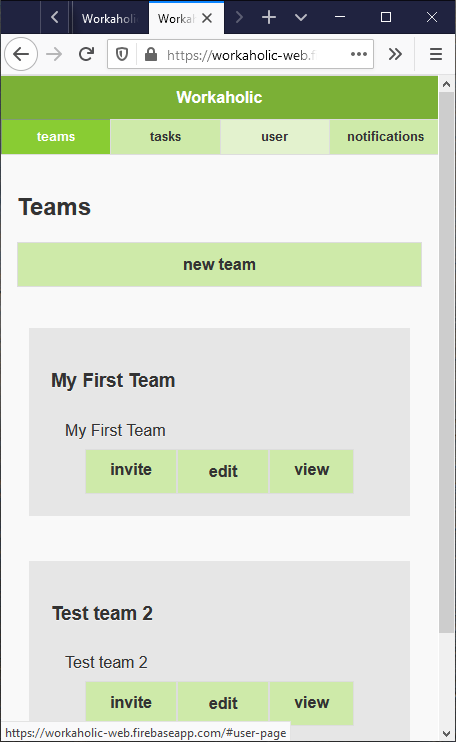 Workaholic
Workal
https://workaholic-web.f
Workaholic
teams tasks user notifications
Teams
new team
My First Team
My First Team
invite edit view
Test team 2
Test team 2
invite edit view
https://workaholic-web.firebaseapp.com/#user-page